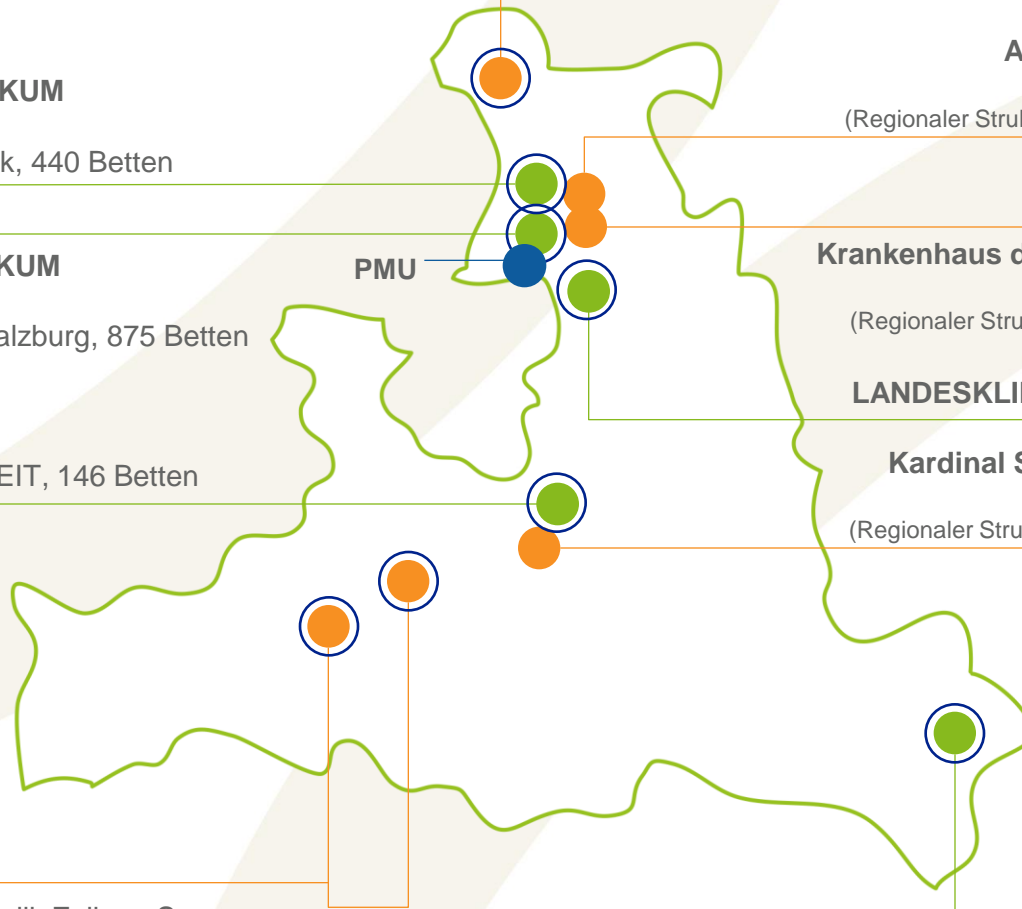 KUM
k, 440 Betten
KUM
alzburg, 875 Betten
EIT, 146 Betten
PMU
A
(Regionaler Stru
Krankenhaus d
(Regionaler Stru
LANDESKLI
Kardinal S
(Regionaler Stru